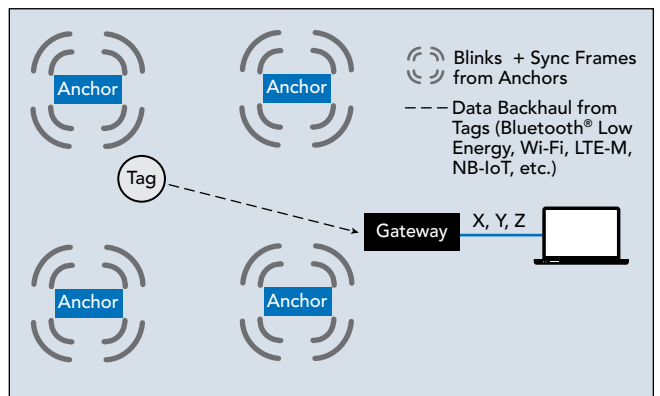 Anchor
Anchor
Blinks + Sync Frames
from Anchors
Data Backhaul from
Tags (Bluetooth® Low
Energy, Wi-Fi, LTE-M,
NB-IoT, etc.)
Tag
Gateway
X, Y, Z
Anchor
Anchor